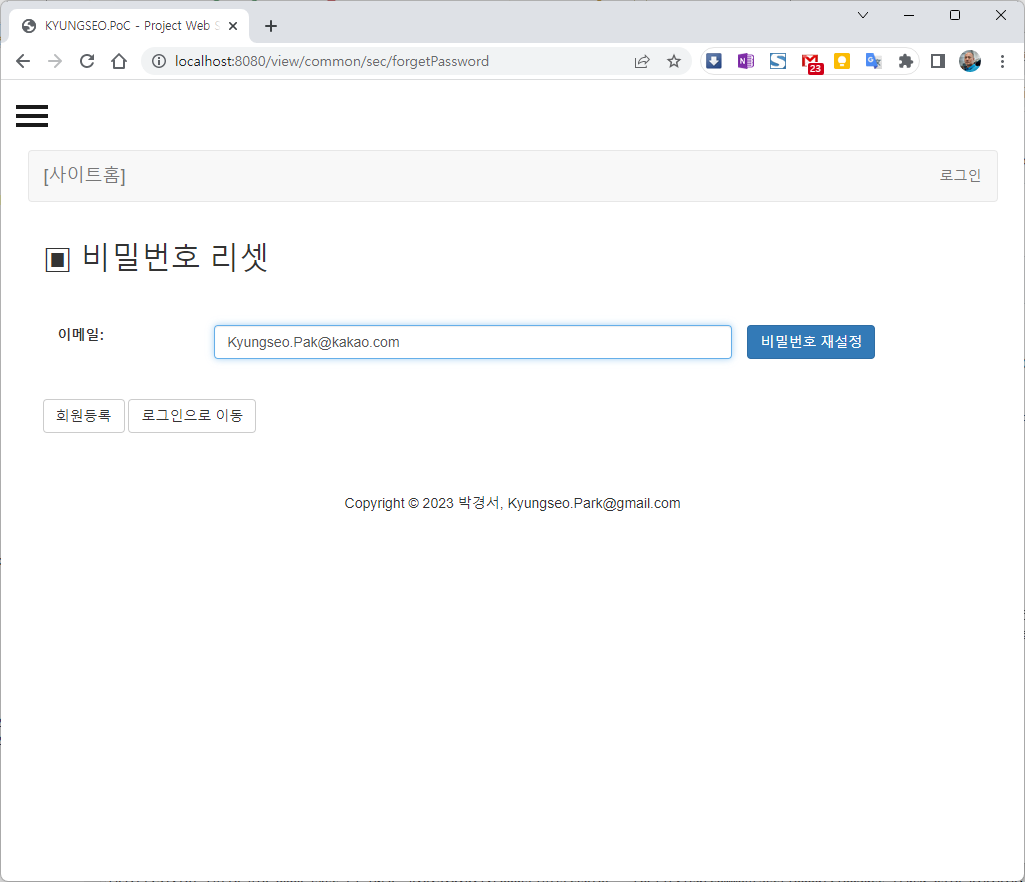 KYUNGSEO.PoC - Project Web
localhost:8080/view/common/sec/forgetPassword
23
[사이트홈]
로그인
▣ 비밀번호 리셋
이메일:
Kyungseo.Pak@kakao.com
비밀번호 재설정
회원등록
로그인으로 이동
Copyright © 2023 박경서, Kyungseo.Park@gmail.com